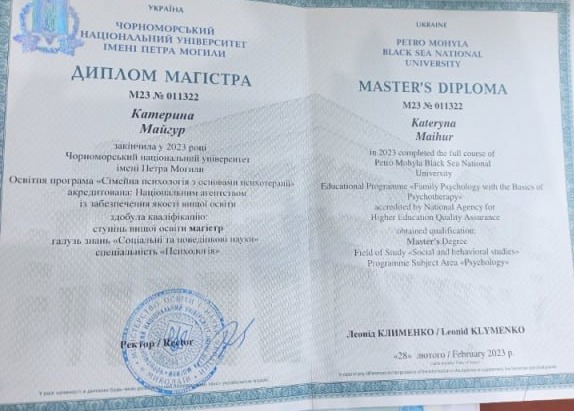 УКРАЇНА
ЧОРНОМОРСЬКИЙ
НАЦІОНАЛЬНИЙ УНІВЕРСИТЕТ
ІМЕНІ ПЕТРА МОГИЛИ
ДИПЛОМ МАГІСТРА
М23 № 011322
Катерина
Майгур
закінчила у 2023 році
Чорноморський національний університет
імені Петра Могили
Освітня програма «Сімейна психологія з основами психотерапії»
акредитована: Національним агентством
із забезпечення якості вищої освіти
здобула кваліфікацію:
ступінь вищої освіти магістр
галузь знань «Соціальні та поведінкові науки»
спеціальність «Психологія»
Ректор / Rector
UKRAINE
PETRO MOHYLA
BLACK SEA NATIONAL
UNIVERSITY
MASTER'S DIPLOMA
M23 № 011322
Kateryna
Maihur
in 2023 completed the full course of
Petro Mohyla Black Sea National
University
Educational Programme «Family Psychology with the Basics of
Psychotherapy»
accredited by National Agency for
Higher Education Quality Assurance
obtained qualification:
Master's Degree
Field of Study «Social and behavioral studies»
Programme Subject Area «Psychology»
Леонід КЛИМЕНКО / Leonid KLYMENKO
«28» лютого / February 2023 р.